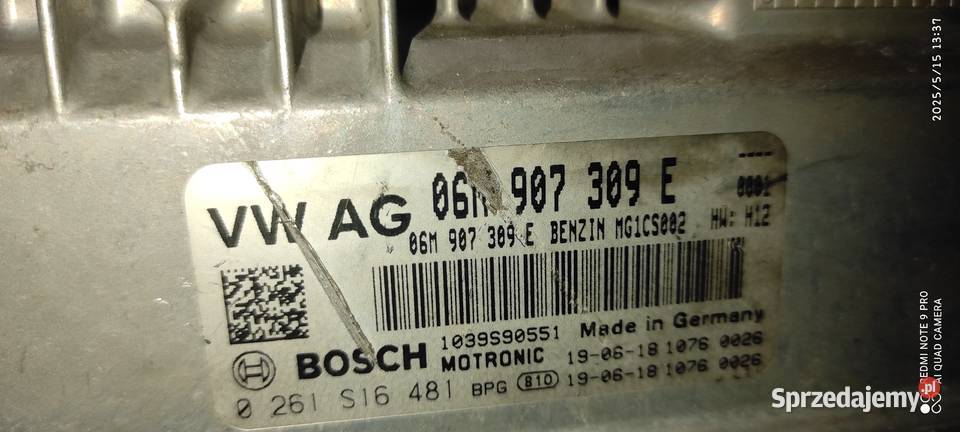 VW AG 06M 907 309 E
----
0001
06M 907 309 E BENZIN MG1CS002 HW: H12
1039S90551 Made in Germany
BOSCH MOTRONIC 19-06-18 1076 0026
0 261 S16 481 BPG 810 19-06-18 1076 0026
2025/5/15 13:37
REDMI NOTE 9 PRO
AI QUAD CAMERA
Sprzedajemy.pl